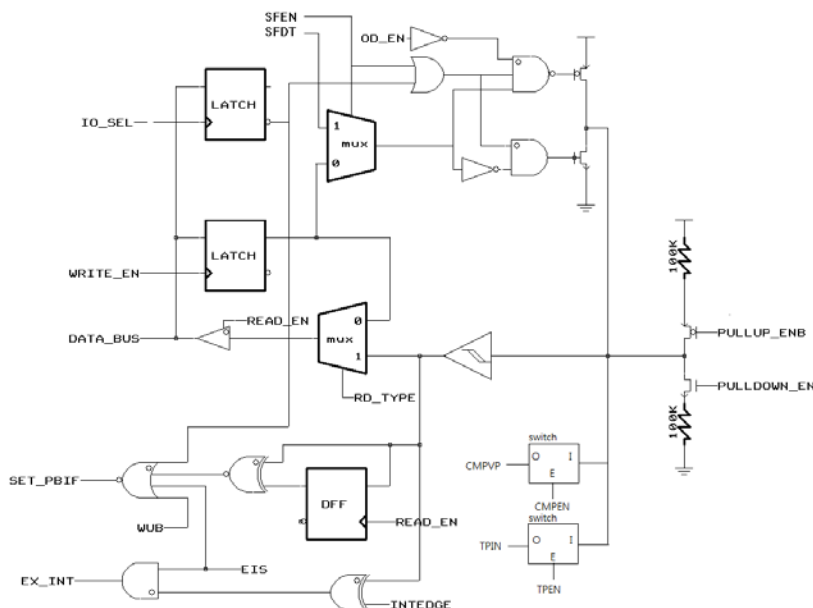 SFEN
SFDT
OD_EN
LATCH
IO_SEL
1
mux
0
LATCH
WRITE_EN
100K
READ_EN
DATA_BUS
0
mux
1
PULLUP_ENB
RD_TYPE
PULLDOWN_EN
100K
switch
O I
CMPVP
E
CMPEN
SET_PBIF
DFF
READ_EN
WUB
switch
O I
TPIN
E
TPEN
EIS
EX_INT
INTEDGE